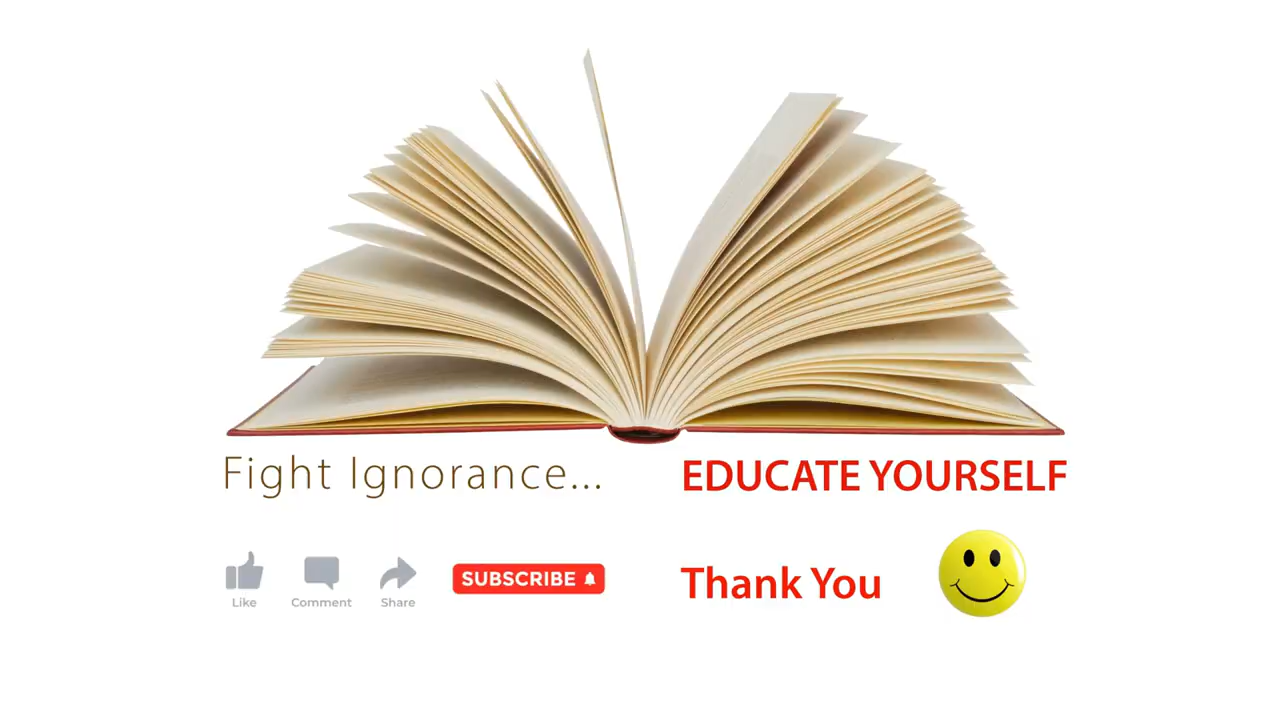 Fight Ignorance...
EDUCATE YOURSELF
Like
Comment
Share
SUBSCRIBE
Thank You